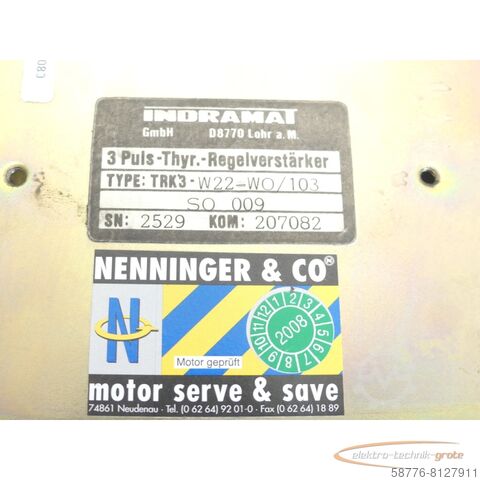 083
INDRAMAT
GmbH D8770 Lohr a.M.
3 Puls-Thyr.-Regelverstärker
TYPE: TRK3-W22-WO/103
SO 009
SN: 2529 KOM: 207082
NENNINGER & CO®
N
Motor geprüft
1 2 3 4 5 6 7 8 9 10 11 12
2008
motor serve & save
74861 Neudenau · Tel. (0 62 64) 92 01-0 · Fax (0 62 64) 18 89
elektro-technik-grote
58776-8127911